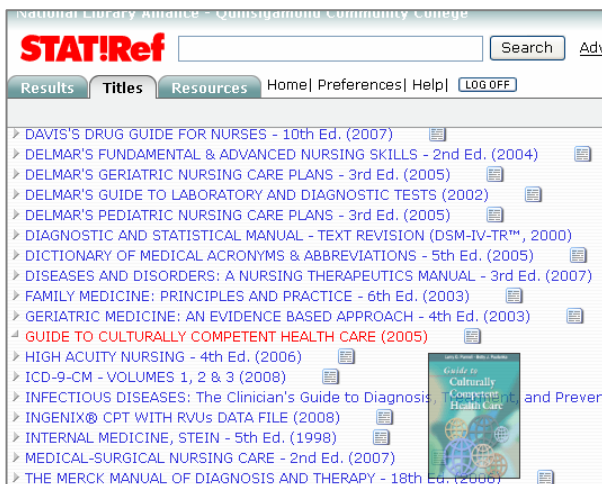 National Library Alliance - Quinsigamond Community College
STAT!Ref
Search Adv
Results Titles Resources Home| Preferences| Help| LOG OFF
DAVIS'S DRUG GUIDE FOR NURSES - 10th Ed. (2007)
DELMAR'S FUNDAMENTAL & ADVANCED NURSING SKILLS - 2nd Ed. (2004)
DELMAR'S GERIATRIC NURSING CARE PLANS - 3rd Ed. (2005)
DELMAR'S GUIDE TO LABORATORY AND DIAGNOSTIC TESTS (2002)
DELMAR'S PEDIATRIC NURSING CARE PLANS - 3rd Ed. (2005)
DIAGNOSTIC AND STATISTICAL MANUAL - TEXT REVISION (DSM-IV-TR™, 2000)
DICTIONARY OF MEDICAL ACRONYMS & ABBREVIATIONS - 5th Ed. (2005)
DISEASES AND DISORDERS: A NURSING THERAPEUTICS MANUAL - 3rd Ed. (2007)
FAMILY MEDICINE: PRINCIPLES AND PRACTICE - 6th Ed. (2003)
GERIATRIC MEDICINE: AN EVIDENCE BASED APPROACH - 4th Ed. (2003)
GUIDE TO CULTURALLY COMPETENT HEALTH CARE (2005)
HIGH ACUITY NURSING - 4th Ed. (2006)
ICD-9-CM - VOLUMES 1, 2 & 3 (2008)
INFECTIOUS DISEASES: The Clinician's Guide to Diagnosis, Treatment, and Preven
INGENIX® CPT WITH RVUs DATA FILE (2008)
INTERNAL MEDICINE, STEIN - 5th Ed. (1998)
MEDICAL-SURGICAL NURSING CARE - 2nd Ed. (2007)
THE MERCK MANUAL OF DIAGNOSIS AND THERAPY - 18th Ed. (2006)
Guide to
Culturally
Competent
Health Care